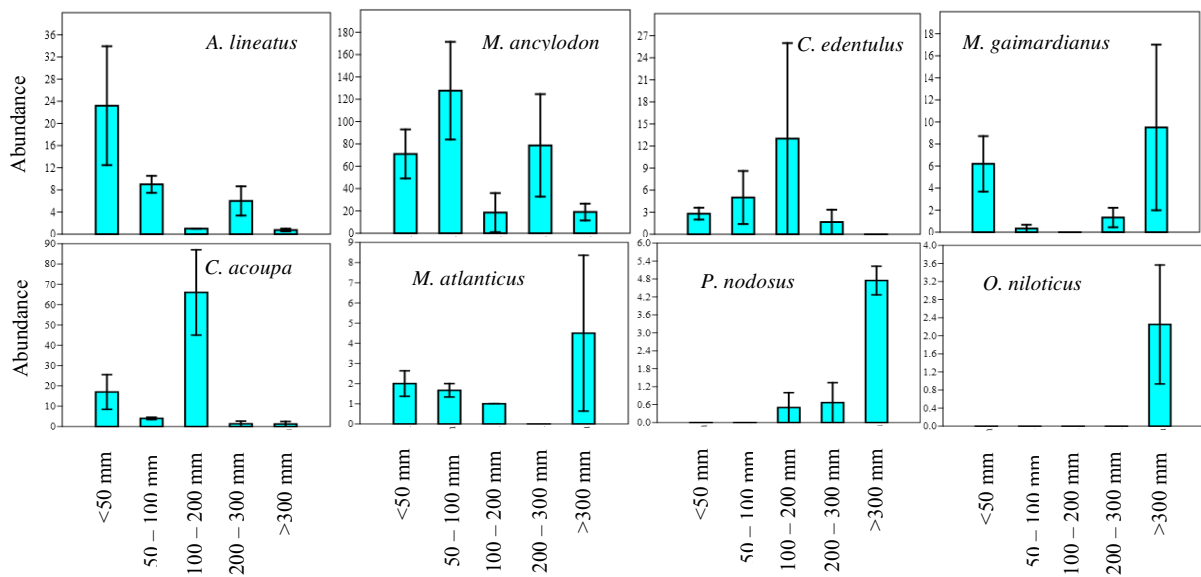 A. lineatus
M. ancylodon
C. edentulus
M. gaimardianus
Abundance
36
32
28
24
20
16
12
8
4
0
180
160
140
120
100
80
60
40
20
0
27
24
21
18
15
12
9
6
3
0
18
16
14
12
10
8
6
4
2
0
C. acoupa
M. atlanticus
P. nodosus
O. niloticus
Abundance
90
80
70
60
50
40
30
20
10
0
9
8
7
6
5
4
3
2
1
0
6.0
5.4
4.8
4.2
3.6
3.0
2.4
1.8
1.2
0.6
0.0
4.0
3.6
3.2
2.8
2.4
2.0
1.6
1.2
0.8
0.4
0.0
<50 mm
50 – 100 mm
100 – 200 mm
200 – 300 mm
>300 mm
<50 mm
50 – 100 mm
100 – 200 mm
200 – 300 mm
>300 mm
<50 mm
50 – 100 mm
100 – 200 mm
200 – 300 mm
>300 mm
<50 mm
50 – 100 mm
100 – 200 mm
200 – 300 mm
>300 mm